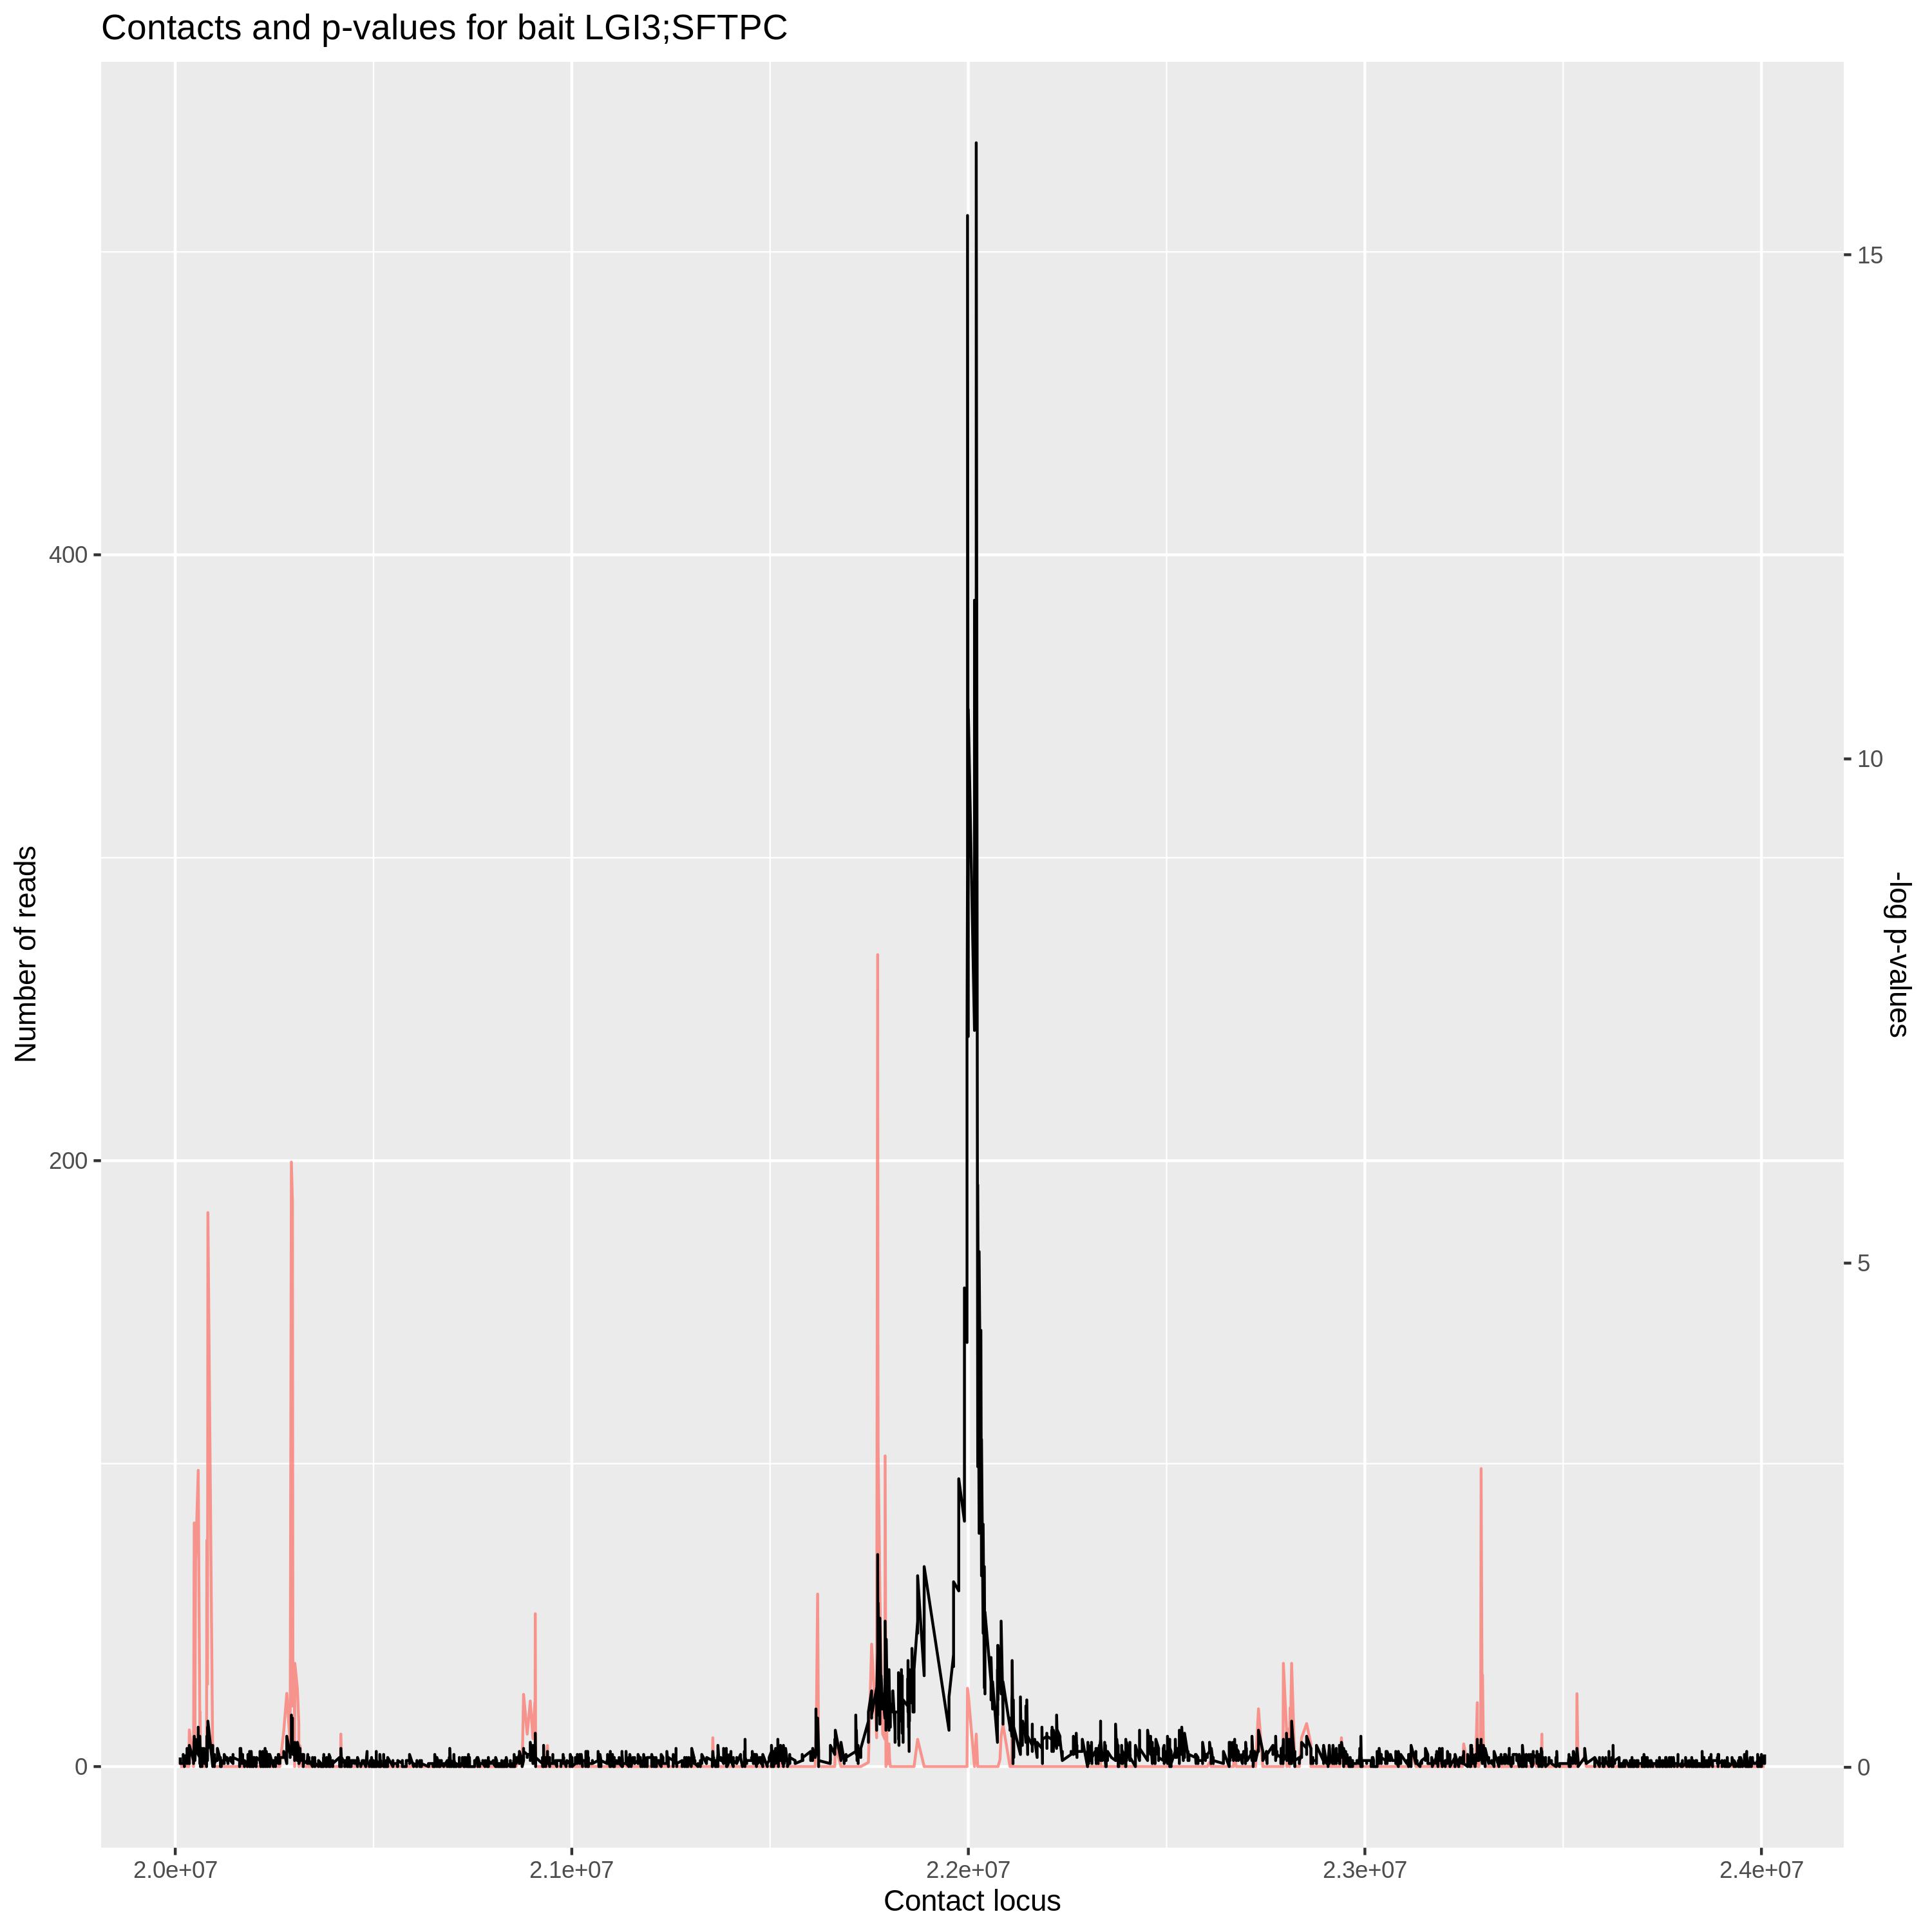 Contacts and p-values for bait LGI3;SFTPC
Number of reads
400
200
0
15
10
5
0
-log p-values
2.0e+07 2.1e+07 2.2e+07 2.3e+07 2.4e+07
Contact locus